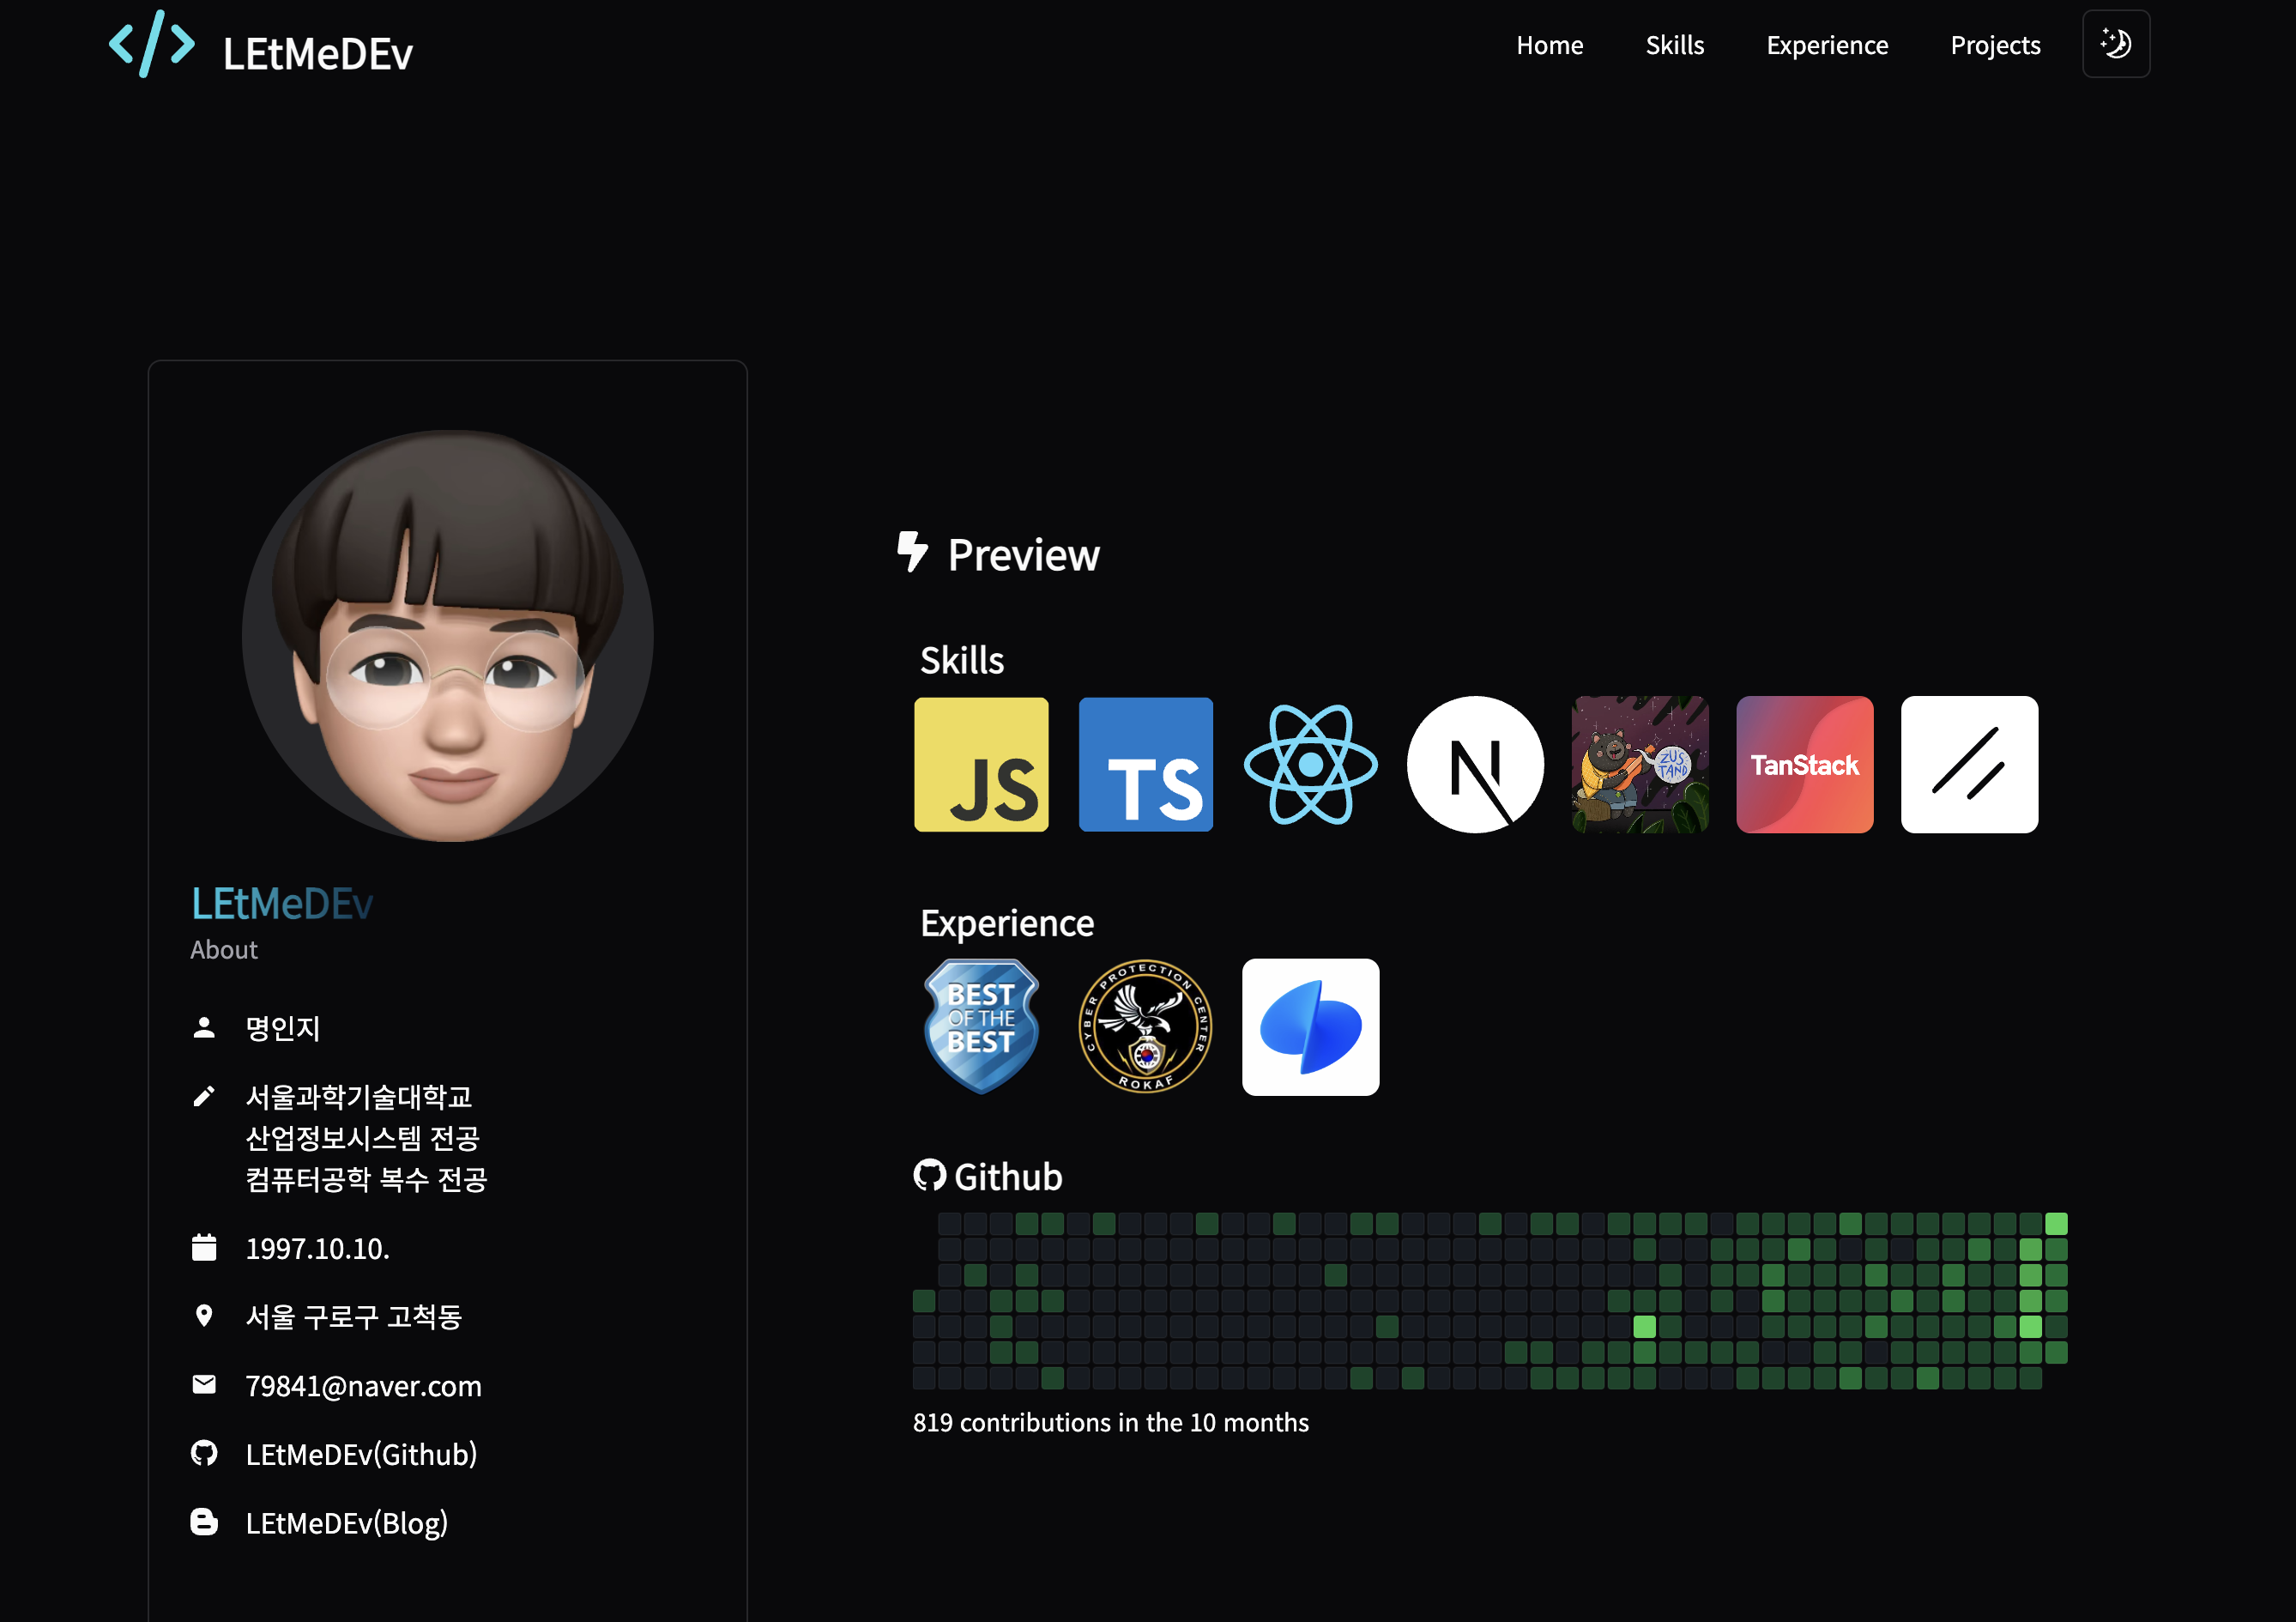 LEtMeDEv
Home
Skills
Experience
Projects
LEtMeDEv
About
명인지
서울과학기술대학교
산업정보시스템 전공
컴퓨터공학 복수 전공
1997.10.10.
서울 구로구 고척동
79841@naver.com
LEtMeDEv(Github)
LEtMeDEv(Blog)
Preview
Skills
JS
TS
N
ZUS
TAND
TanStack
Experience
BEST
OF THE
BEST
CYBER PROTECTION CENTER
ROKAF
Github
819 contributions in the 10 months